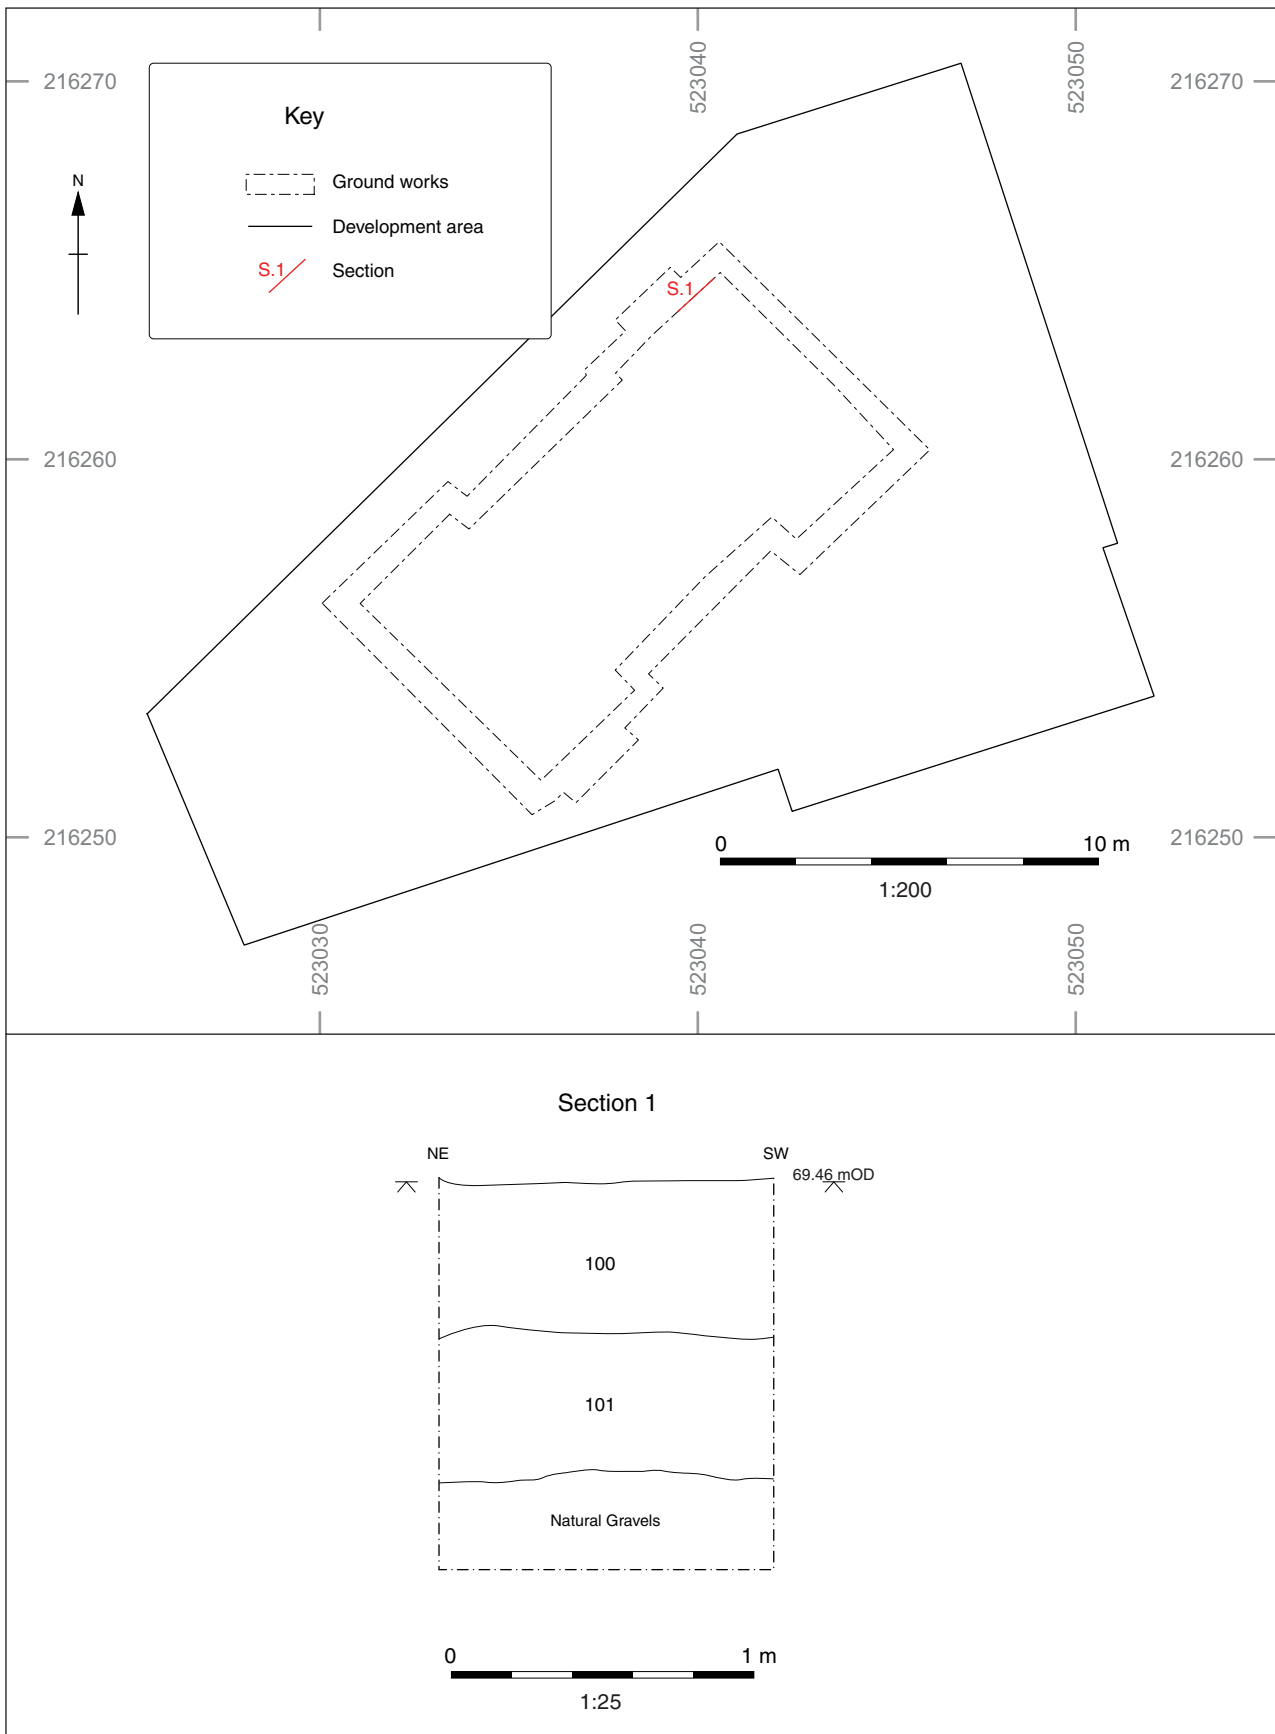 523040
523050
216270
216270
Key
N
Ground works
Development area
S.1
Section
S.1
216260
216260
216250
216250
0
10 m
1:200
523030
523040
523050
Section 1
NE
SW
69.46 mOD
100
101
Natural Gravels
0
1 m
1:25